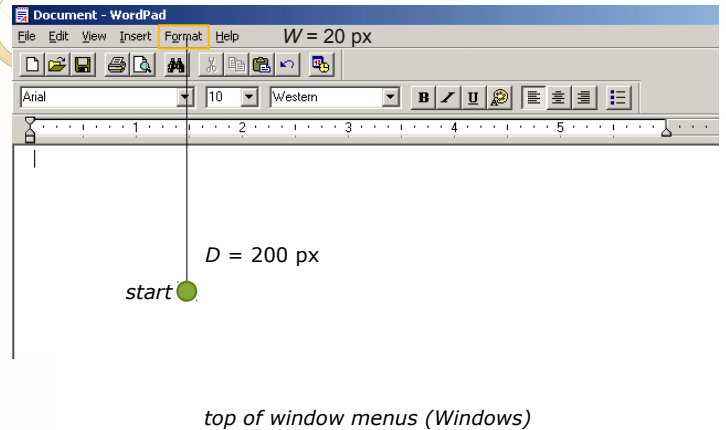 Document - WordPad
File Edit View Insert Format Help W = 20 px
Arial 10 Western B / U
1 2 3 4 5
D = 200 px
start
top of window menus (Windows)